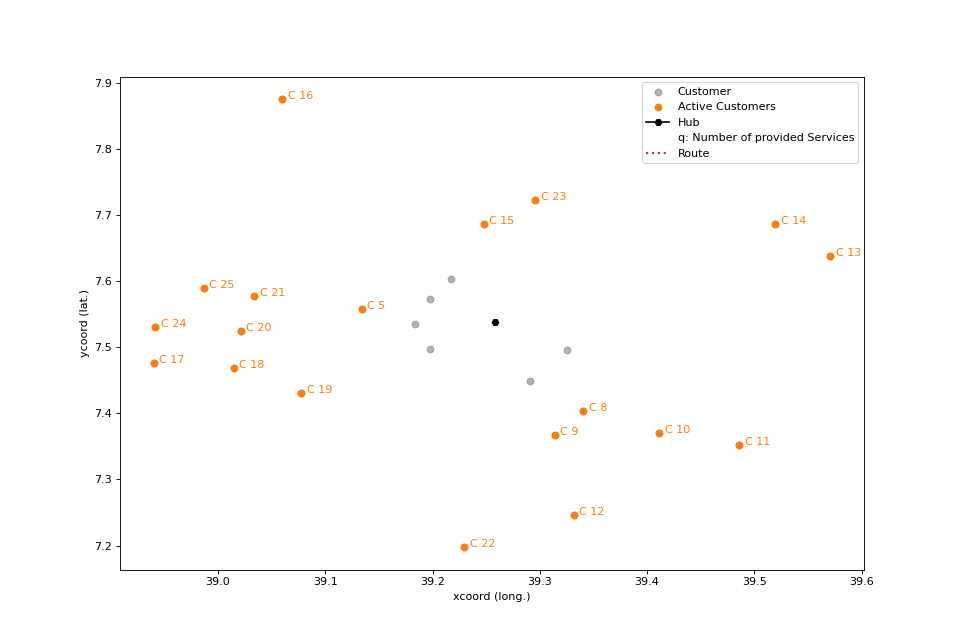 7.9
C 16
Customer
Active Customers
Hub
q: Number of provided Services
Route
7.8
7.7
C 23
C 15
C 14
C 13
7.6
C 25
C 21
C 5
C 24
C 20
7.5
C 17
C 18
C 19
7.4
C 8
C 9
C 10
C 11
7.3
C 12
7.2
C 22
ycoord (lat.)
39.0 39.1 39.2 39.3 39.4 39.5 39.6
xcoord (long.)